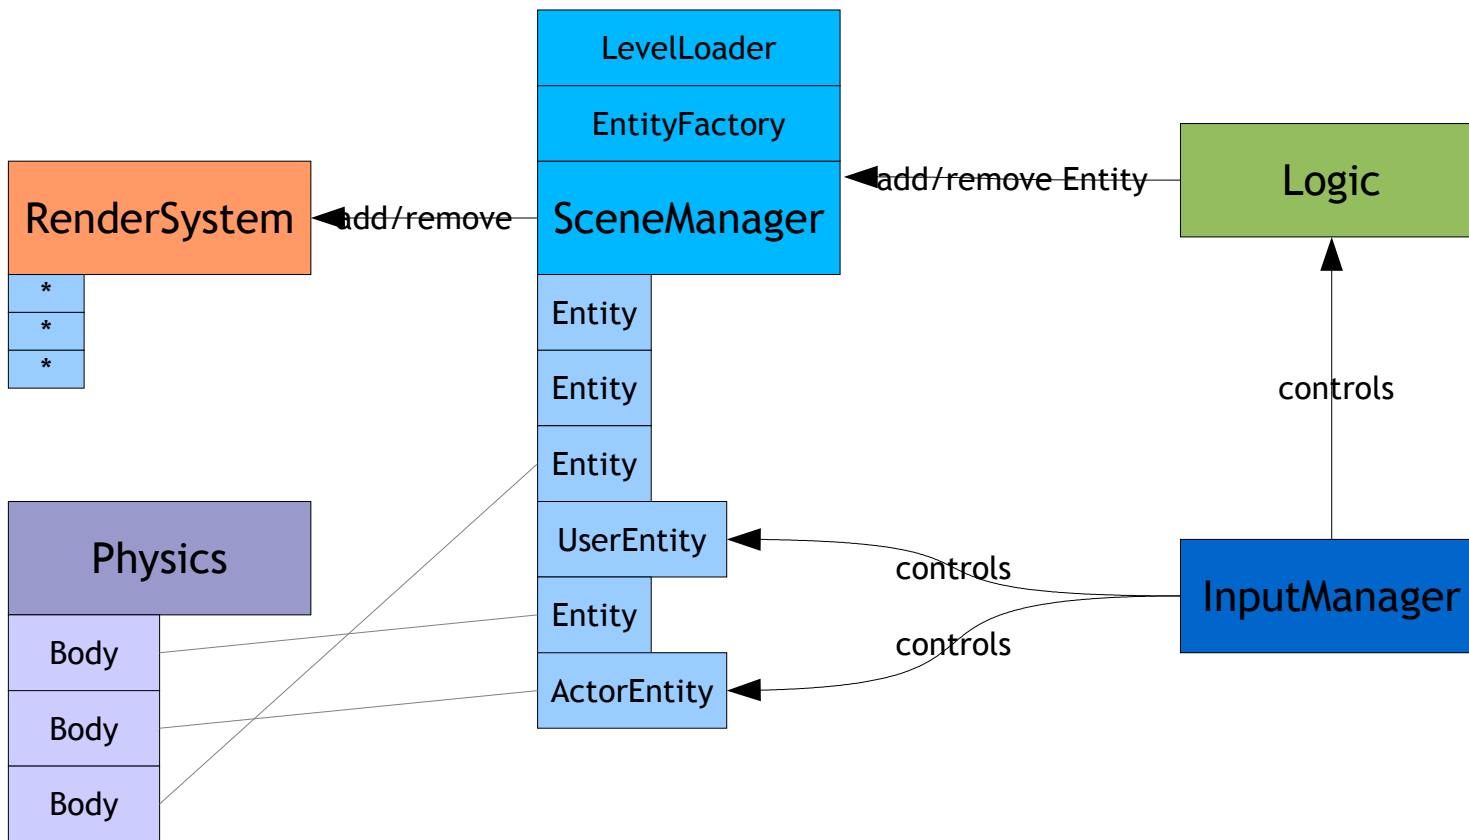 LevelLoader
EntityFactory
add/remove Entity
Logic
RenderSystem
add/remove
SceneManager
*
*
*
Entity
Entity
controls
Entity
UserEntity
Physics
controls
InputManager
Entity
controls
Body
ActorEntity
Body
Body